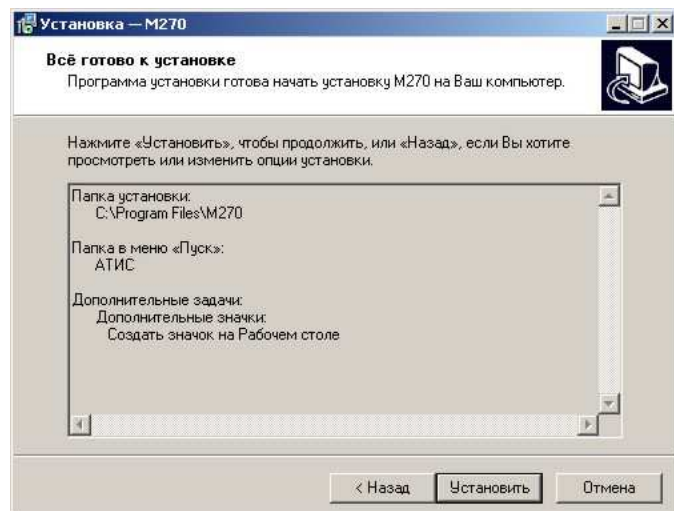 Установка — M270
Всё готово к установке
Программа установки готова начать установку M270 на Ваш компьютер.
Нажмите «Установить», чтобы продолжить, или «Назад», если Вы хотите
просмотреть или изменить опции установки.
Папка установки:
C:\Program Files\M270
Папка в меню «Пуск»:
АТИС
Дополнительные задачи:
Дополнительные значки:
Создать значок на Рабочем столе
< Назад
Установить
Отмена